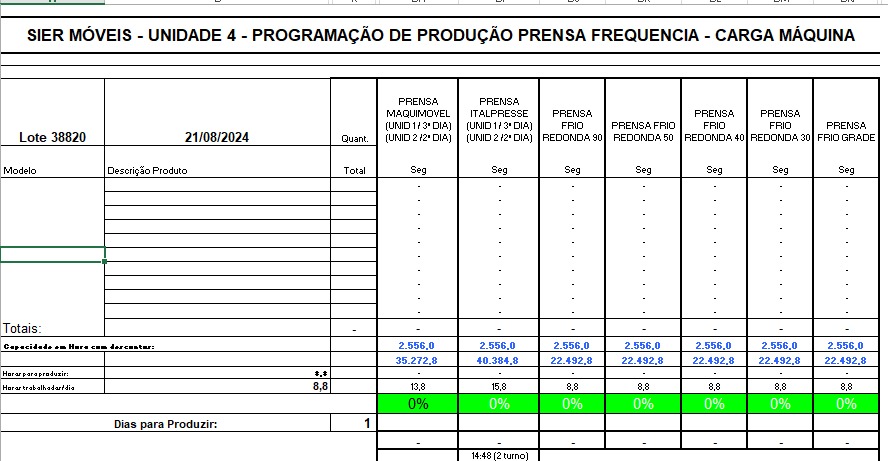 SIER MÓVEIS - UNIDADE 4 - PROGRAMAÇÃO DE PRODUÇÃO PRENSA FREQUENCIA - CARGA MÁQUINA
Lote 38820
21/08/2024
Quant.
PRENSA
MAQUIMOVEL
(UNID 1 / 3ª DIA)
(UNID 2 / 2ª DIA)
PRENSA
ITALPRESSE
(UNID 1 / 3ª DIA)
(UNID 2 / 2ª DIA)
PRENSA
FRIO
REDONDA 90
PRENSA FRIO
REDONDA 50
PRENSA
FRIO
REDONDA 40
PRENSA
FRIO
REDONDA 30
PRENSA
FRIO GRADE
Modelo Descrição Produto Total Seg Seg Seg Seg Seg Seg Seg
- - - - - - -
- - - - - - -
- - - - - - -
- - - - - - -
- - - - - - -
- - - - - - -
- - - - - - -
- - - - - - -
- - - - - - -
- - - - - - -
Totais: - - - - - - - -
Capacidade em Hora com descontos: 2.556,0 2.556,0 2.556,0 2.556,0 2.556,0 2.556,0 2.556,0
35.272,8 40.384,8 22.492,8 22.492,8 22.492,8 22.492,8 22.492,8
Horas para produzir: 8,8 - - - - - - -
Horas trabalhadas/dia 8,8 13,8 15,8 8,8 8,8 8,8 8,8 8,8
0% 0% 0% 0% 0% 0% 0%
Dias para Produzir: 1
- - - - - - -
14:48 (2 turno)